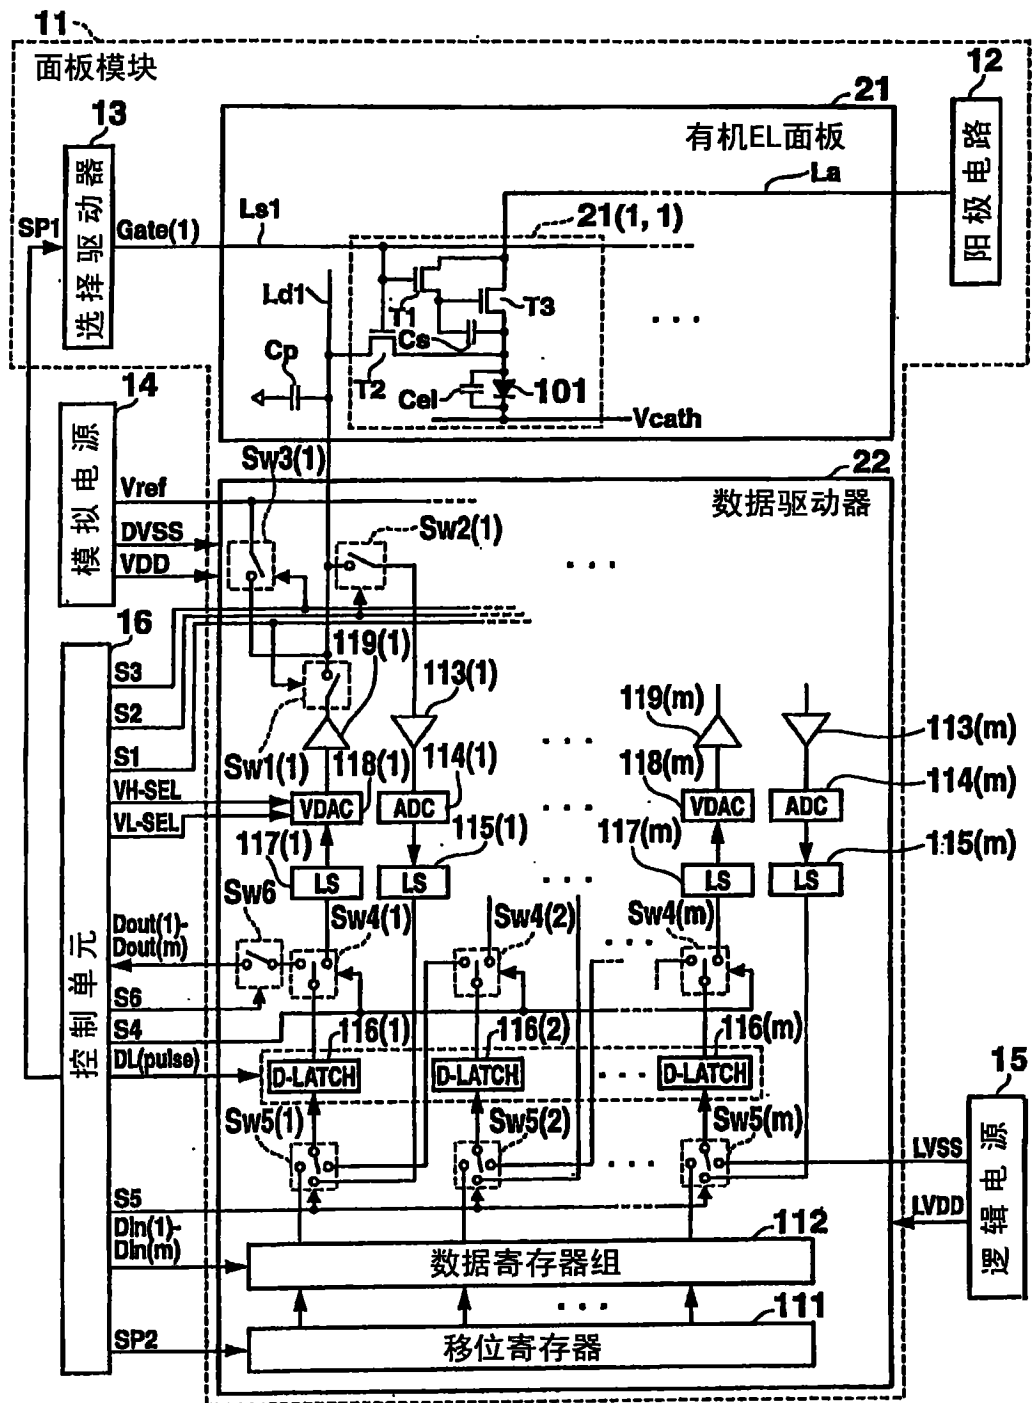 11
面板模块
12
阳极电路
13
选择驱动器
SP1
Gate(1)
21
有机EL面板
La
Ls1
21(1, 1)
Ld1
T1
T3
Cs
Cp
T2
Cel
101
Vcath
14
模拟电源
Vref
DVSS
VDD
Sw3(1)
22
数据驱动器
Sw2(1)
16
控制单元
S3
S2
S1
VH-SEL
VL-SEL
119(1)
113(1)
Sw1(1)
118(1)
114(1)
VDAC
ADC
117(1)
115(1)
LS
LS
119(m)
113(m)
118(m)
114(m)
VDAC
ADC
117(m)
115(m)
LS
LS
Sw6
Sw4(1)
Sw4(2)
Sw4(m)
Dout(1)-
Dout(m)
S6
S4
DL(pulse)
116(1)
116(2)
116(m)
D-LATCH
D-LATCH
D-LATCH
Sw5(1)
Sw5(2)
Sw5(m)
15
逻辑电源
LVSS
LVDD
S5
Din(1)-
Din(m)
112
数据寄存器组
111
SP2
移位寄存器